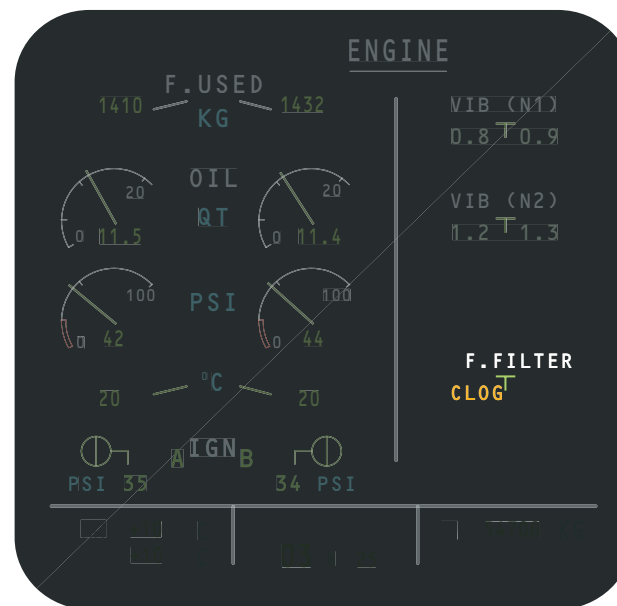 ENGINE
F.USED
1410 1432
KG
VIB (N1)
0.8 0.9
OIL
20 20
QT
0 11.5 0 11.4
VIB (N2)
1.2 1.3
100 PSI 100
0 42 0 44
F.FILTER
°C
CLOG
20 20
IGN
A B
PSI 35 34 PSI